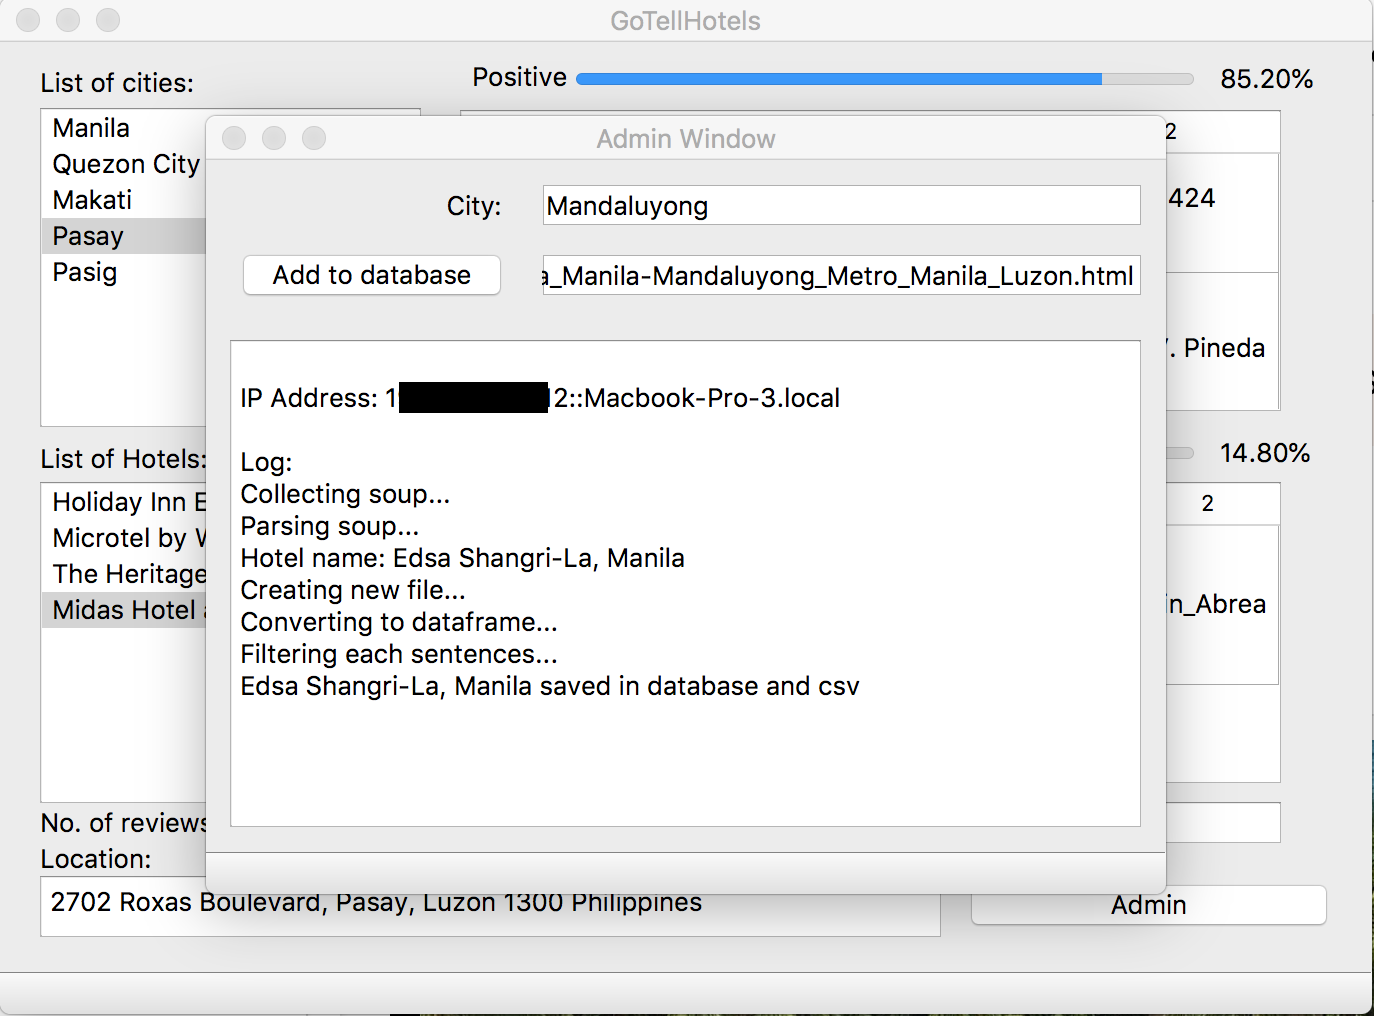 GoTellHotels
List of cities:
Positive
85.20%
Manila
Quezon City
Makati
Pasay
Pasig
2
424
. Pineda
Admin Window
City:
Mandaluyong
Add to database
a_Manila-Mandaluyong_Metro_Manila_Luzon.html
IP Address: 1 2::Macbook-Pro-3.local
Log:
Collecting soup...
Parsing soup...
Hotel name: Edsa Shangri-La, Manila
Creating new file...
Converting to dataframe...
Filtering each sentences...
Edsa Shangri-La, Manila saved in database and csv
14.80%
List of Hotels:
Holiday Inn E
Microtel by W
The Heritage
Midas Hotel
2
in_Abrea
No. of reviews
Location:
2702 Roxas Boulevard, Pasay, Luzon 1300 Philippines
Admin